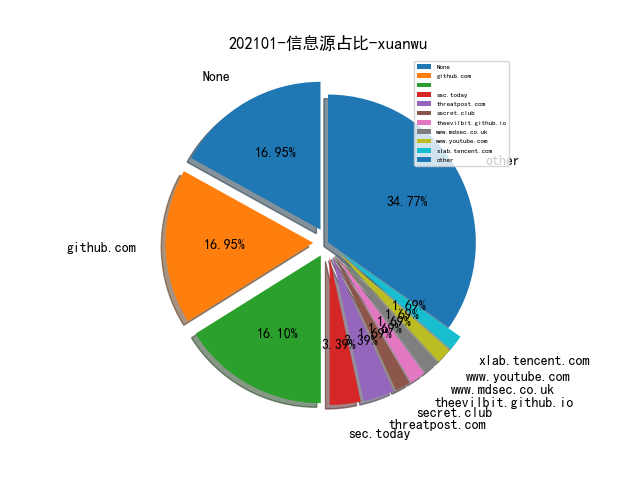 202101-信息源占比-xuanwu
None
github.com
sec.today
threatpost.com
secret.club
theevilbit.github.io
www.mdsec.co.uk
www.youtube.com
xlab.tencent.com
other
None
other
16.95%
34.77%
github.com
16.95%
16.10%
3.39%
3.39%
1.69%
1.69%
1.69%
1.69%
1.69%
xlab.tencent.com
www.youtube.com
www.mdsec.co.uk
theevilbit.github.io
secret.club
threatpost.com
sec.today